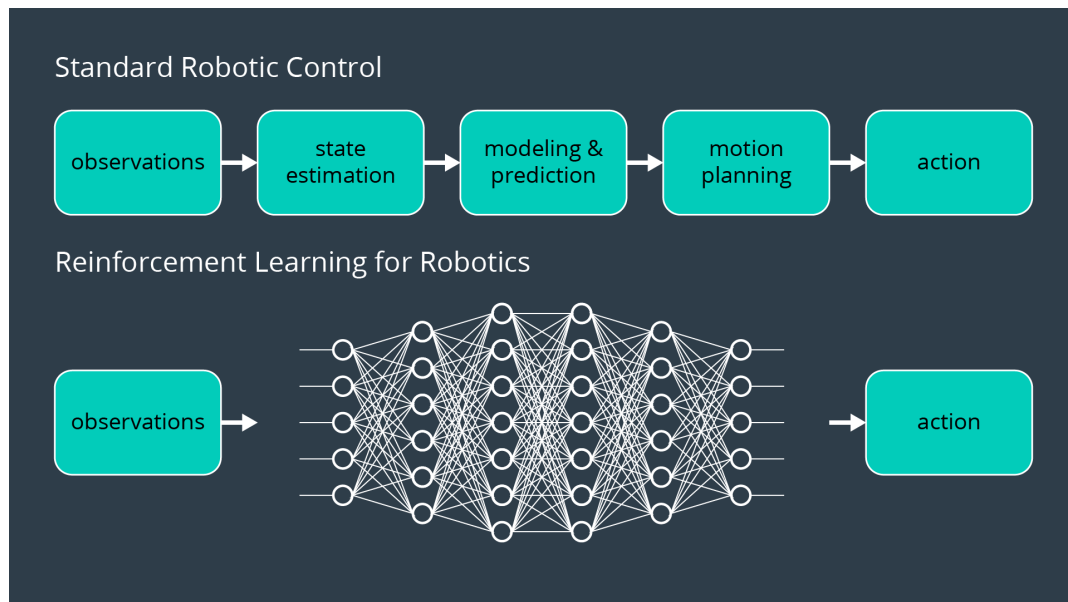 Standard Robotic Control
observations
state
estimation
modeling &
prediction
motion
planning
action
Reinforcement Learning for Robotics
observations
action